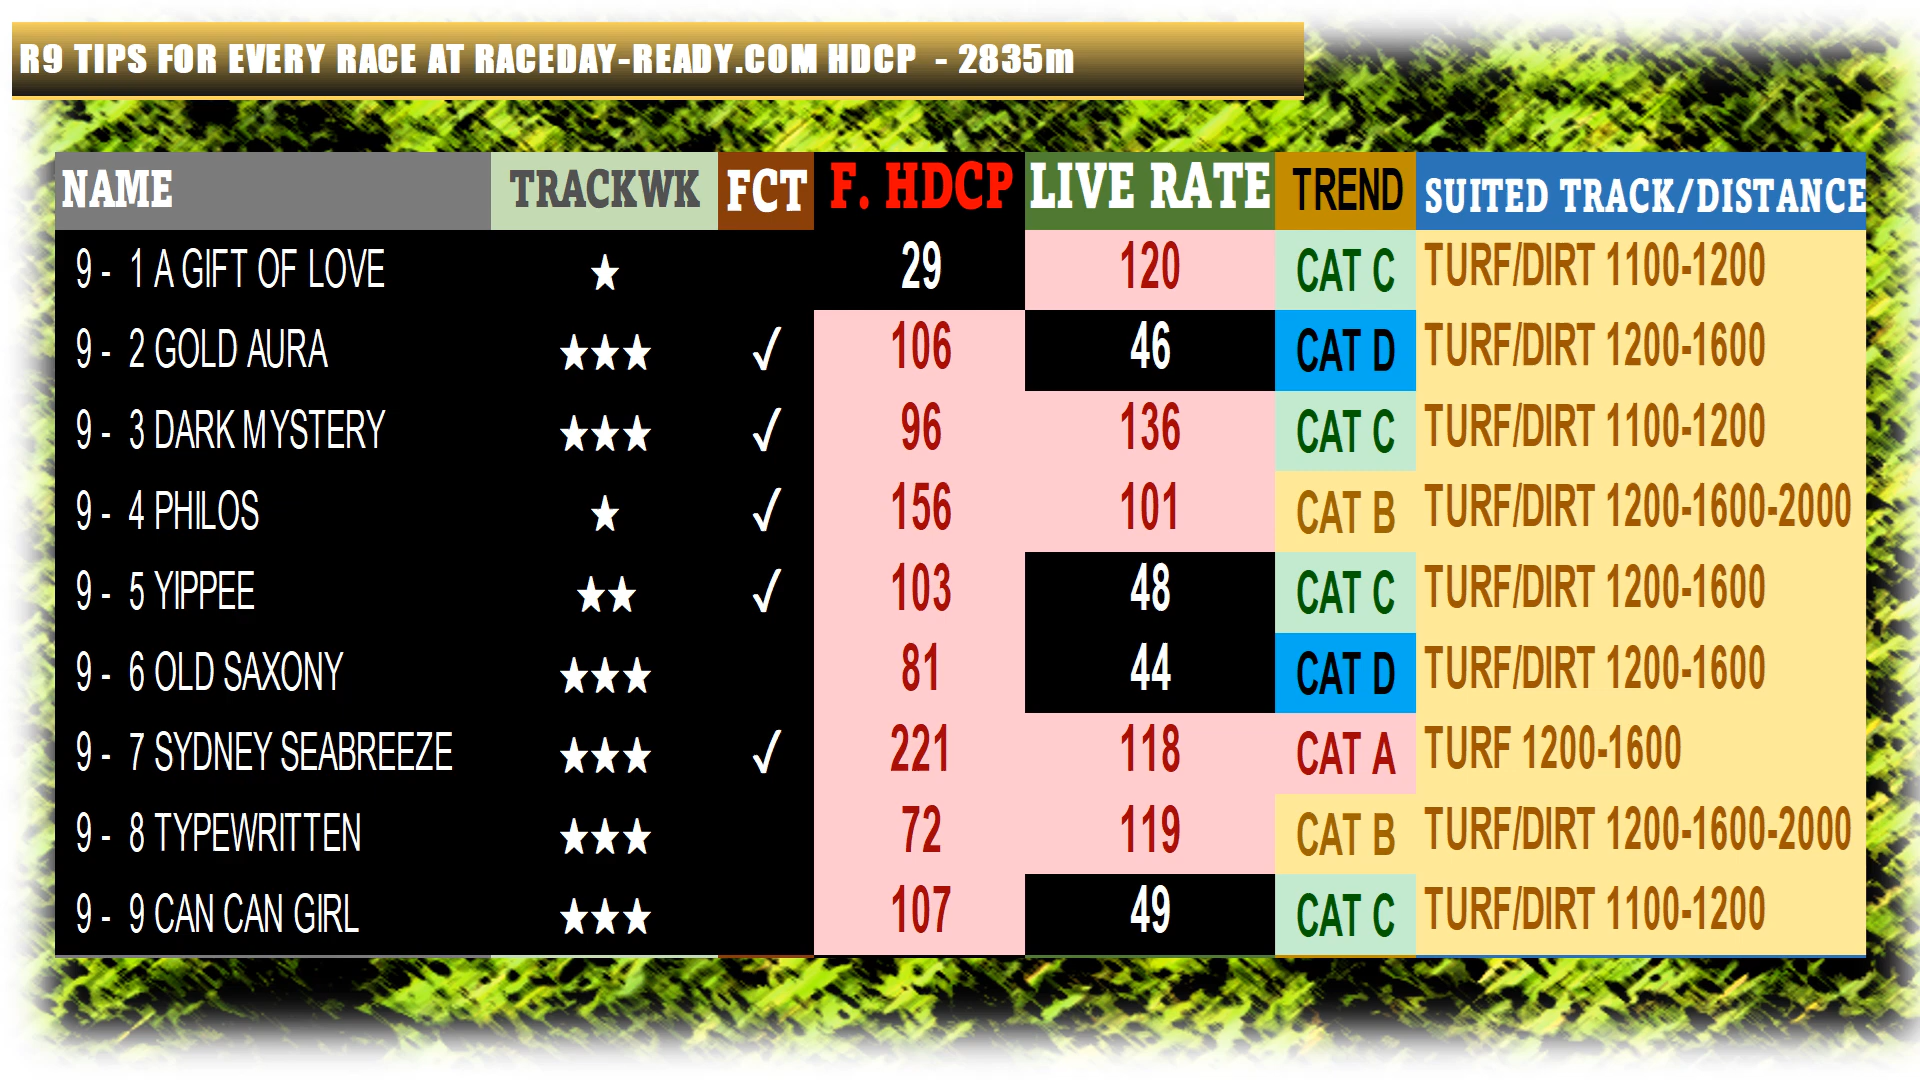 R9 TIPS FOR EVERY RACE AT RACEDAY-READY.COM HDCP - 2835m
NAME TRACKWK FCT F. HDCP LIVE RATE TREND SUITED TRACK/DISTANCE
9 - 1 A GIFT OF LOVE ★ 29 120 CAT C TURF/DIRT 1100-1200
9 - 2 GOLD AURA ★★★ √ 106 46 CAT D TURF/DIRT 1200-1600
9 - 3 DARK MYSTERY ★★★ √ 96 136 CAT C TURF/DIRT 1100-1200
9 - 4 PHILOS ★ √ 156 101 CAT B TURF/DIRT 1200-1600-2000
9 - 5 YIPPEE ★★ √ 103 48 CAT C TURF/DIRT 1200-1600
9 - 6 OLD SAXONY ★★★ 81 44 CAT D TURF/DIRT 1200-1600
9 - 7 SYDNEY SEABREEZE ★★★ √ 221 118 CAT A TURF 1200-1600
9 - 8 TYPEWRITTEN ★★★ 72 119 CAT B TURF/DIRT 1200-1600-2000
9 - 9 CAN CAN GIRL ★★★ 107 49 CAT C TURF/DIRT 1100-1200